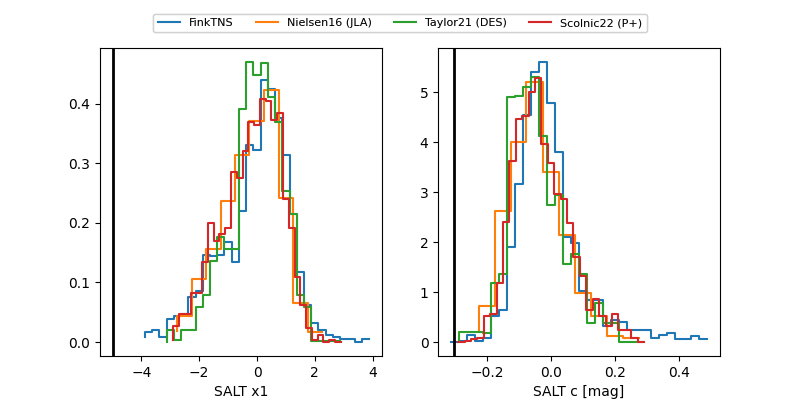 FinkTNS Nielsen16 (JLA) Taylor21 (DES) Scolnic22 (P+)
0.4
0.3
0.2
0.1
0.0
−4 −2 0 2 4
SALT x1
5
4
3
2
1
0
−0.2 0.0 0.2 0.4
SALT c [mag]